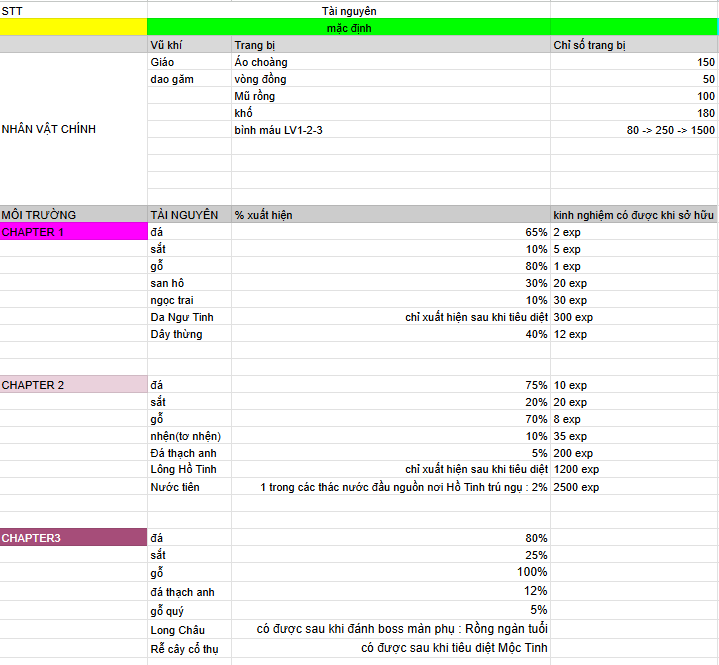 STT Tài nguyên
mặc định
Vũ khí Trang bị Chỉ số trang bị
Giáo Áo choàng 150
dao găm vòng đồng 50
Mũ rồng 100
NHÂN VẬT CHÍNH khố 180
bình máu LV1-2-3 80 -> 250 -> 1500
MÔI TRƯỜNG TÀI NGUYÊN % xuất hiện kinh nghiệm có được khi sở hữu
CHAPTER 1 đá 65% 2 exp
sắt 10% 5 exp
gỗ 80% 1 exp
san hô 30% 20 exp
ngọc trai 10% 30 exp
Da Ngư Tinh chỉ xuất hiện sau khi tiêu diệt 300 exp
Dây thừng 40% 12 exp
CHAPTER 2 đá 75% 10 exp
sắt 20% 20 exp
gỗ 70% 8 exp
nhện(tơ nhện) 10% 35 exp
Đá thạch anh 5% 200 exp
Lông Hồ Tinh chỉ xuất hiện sau khi tiêu diệt 1200 exp
Nước tiên 1 trong các thác nước đầu nguồn nơi Hồ Tinh trú ngụ : 2% 2500 exp
CHAPTER3 đá 80%
sắt 25%
gỗ 100%
đá thạch anh 12%
gỗ quý 5%
Long Châu có được sau khi đánh boss màn phụ : Rồng ngàn tuổi
Rễ cây cổ thụ có được sau khi tiêu diệt Mộc Tinh